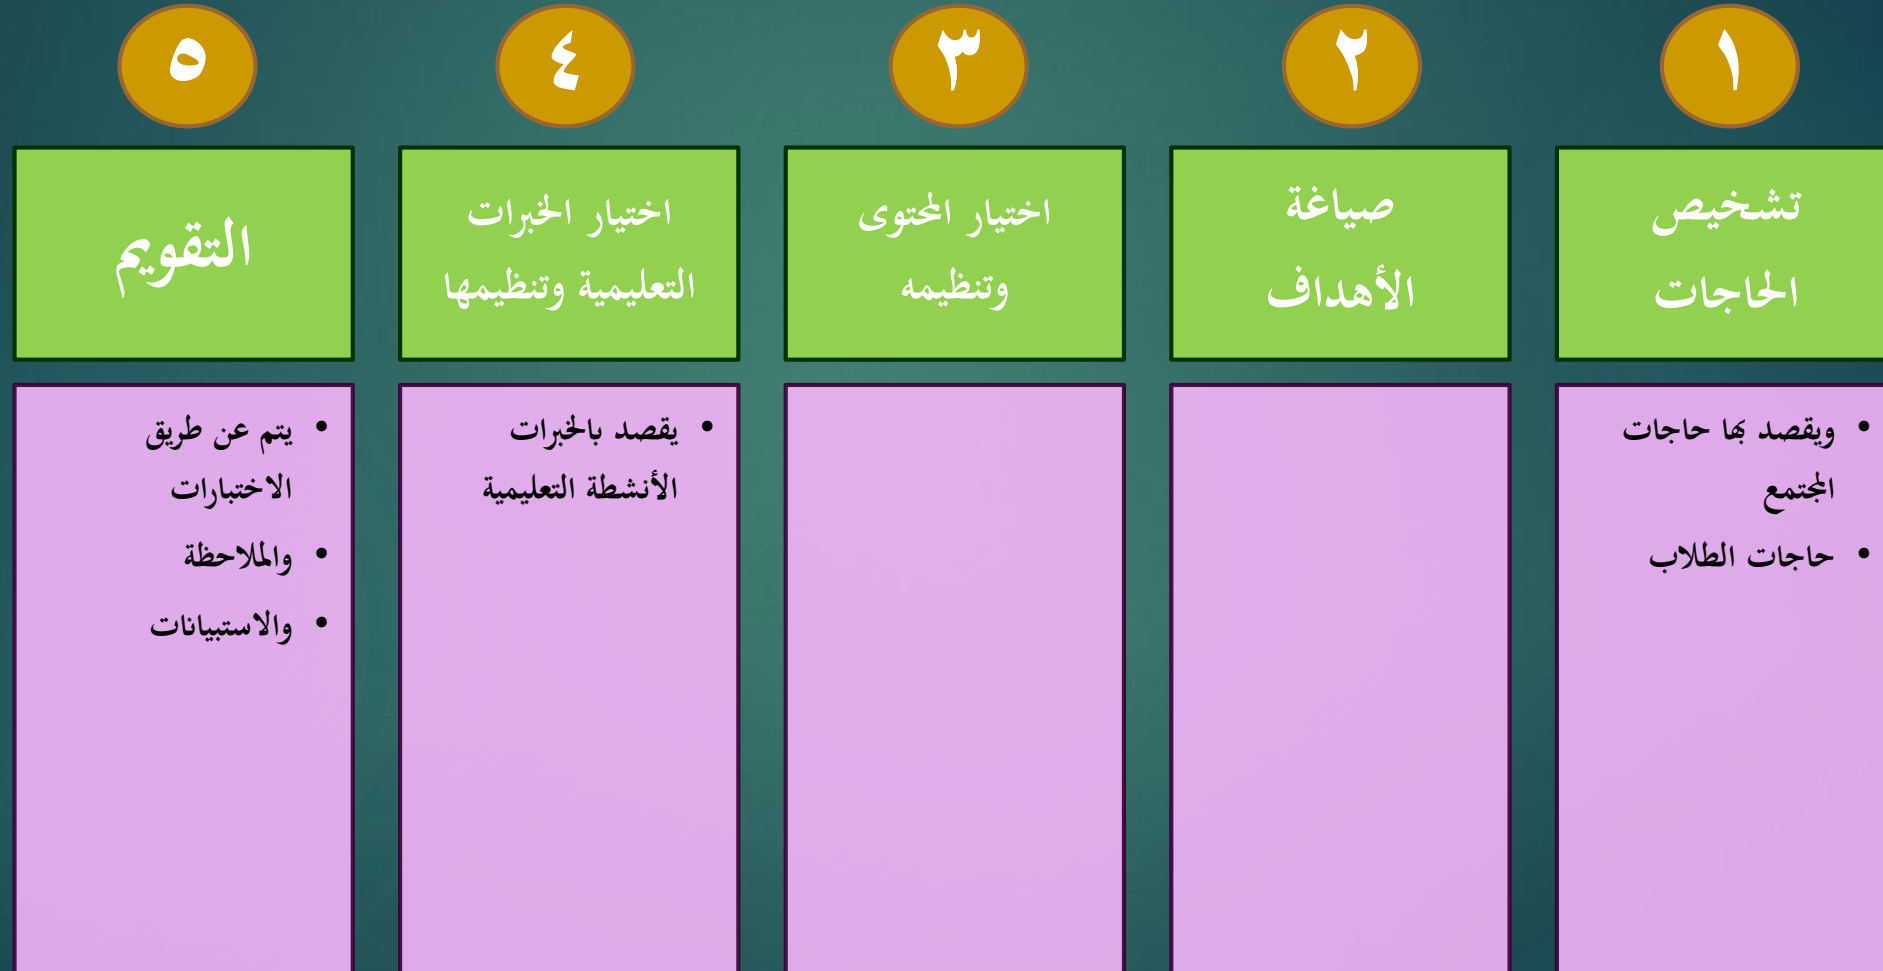 ١
٢
٣
٤
٥
تشخيص
الحاجات
صياغة
الأهداف
اختيار المحتوى
وتنظيمه
اختيار الخبرات
التعليمية وتنظيمها
التقويم
• ويقصد بها حاجات
المجتمع
• حاجات الطلاب
• يقصد بالخبرات
الأنشطة التعليمية
• يتم عن طريق
الاختبارات
• والملاحظة
• والاستبيانات